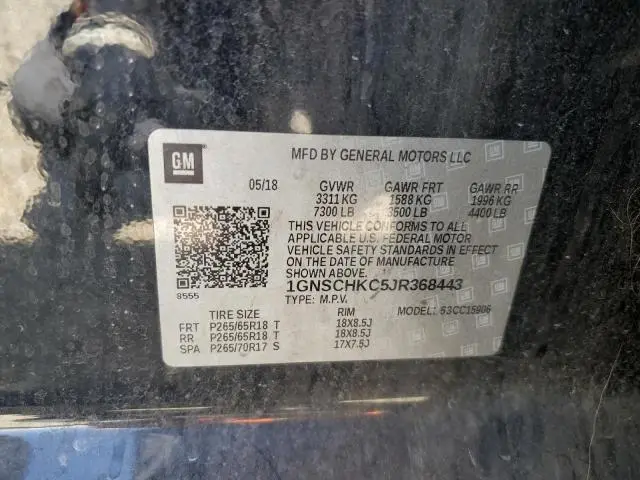 GM
MFD BY GENERAL MOTORS LLC
05/18 GVWR GAWR FRT GAWR RR
3311 KG 1588 KG 1996 KG
7300 LB 3500 LB 4400 LB
THIS VEHICLE CONFORMS TO ALL
APPLICABLE U.S. FEDERAL MOTOR
VEHICLE SAFETY STANDARDS IN EFFECT
ON THE DATE OF MANUFACTURE
SHOWN ABOVE.
8555
1GNSCHKC5JR368443
TYPE: M.P.V. MODEL: 53CC15906
TIRE SIZE RIM
FRT P265/65R18 T 18X8.5J
RR P265/65R18 T 18X8.5J
SPA P265/70R17 S 17X7.5J